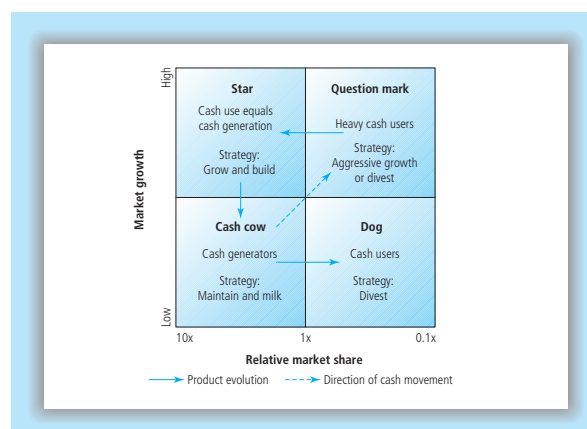 High
Market growth
Low
Star
Cash use equals
cash generation
Strategy:
Grow and build
Question mark
Heavy cash users
Strategy:
Aggressive growth
or divest
Cash cow
Cash generators
Strategy:
Maintain and milk
Dog
Cash users
Strategy:
Divest
10x
1x
0.1x
Relative market share
Product evolution
Direction of cash movement